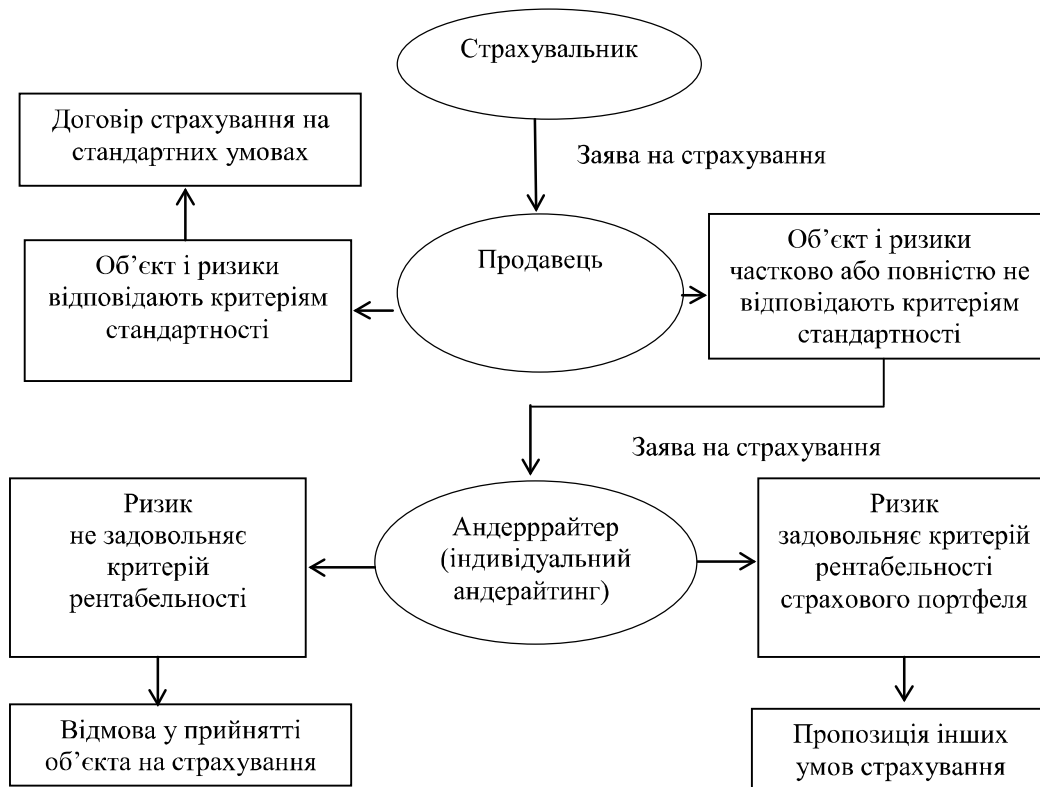 Страхувальник
Договір страхування на
стандартних умовах
Заява на страхування
Об’єкт і ризики
відповідають критеріям
стандартності
Продавець
Об’єкт і ризики
частково або повністю не
відповідають критеріям
стандартності
Заява на страхування
Ризик
не задовольняє
критерій
рентабельності
Андерррайтер
(індивідуальний
андерайтинг)
Ризик
задовольняє критерій
рентабельності
страхового портфеля
Відмова у прийнятті
об’єкта на страхування
Пропозиція інших
умов страхування